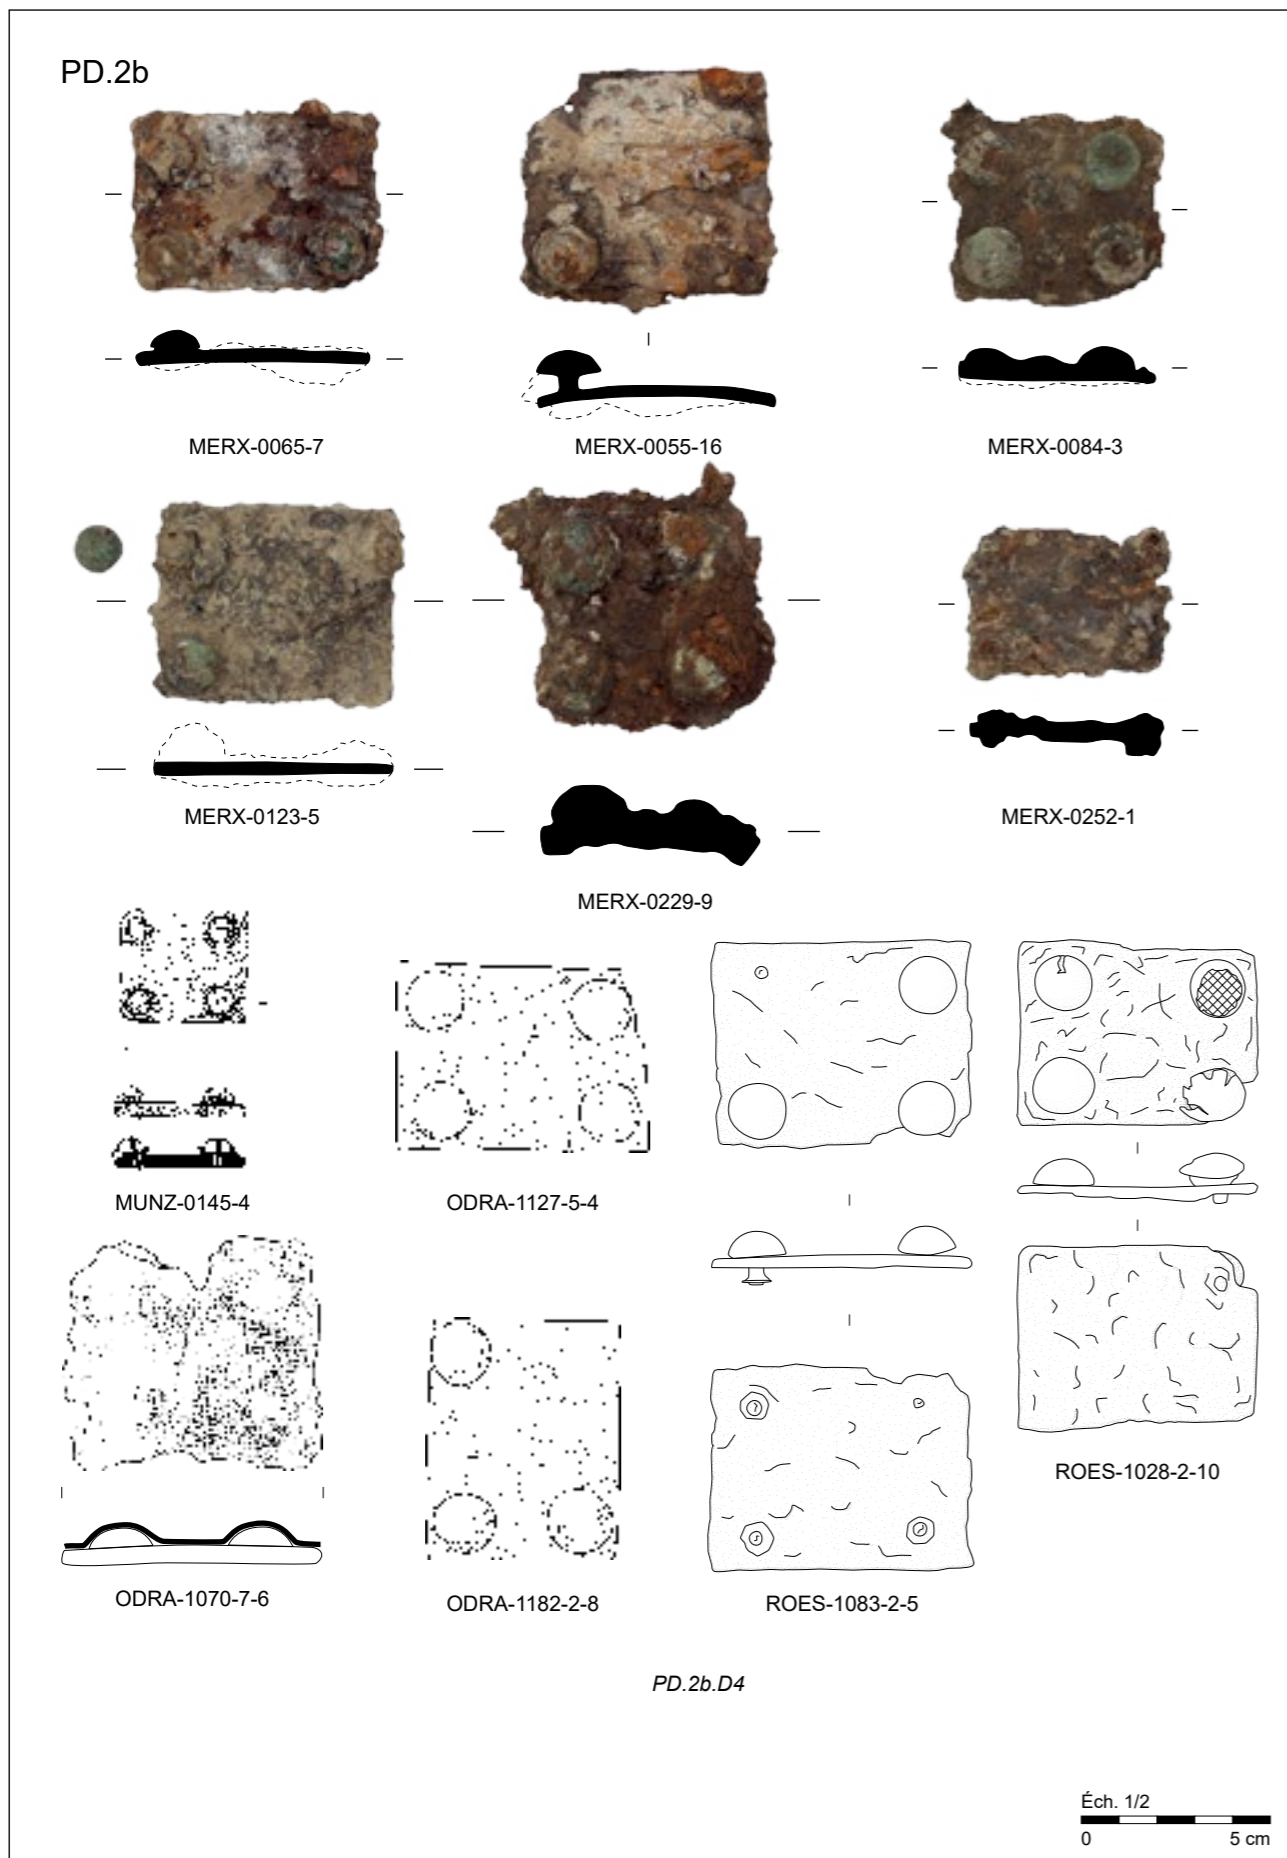 PD.2b
MERX-0065-7
MERX-0055-16
MERX-0084-3
MERX-0123-5
MERX-0229-9
MERX-0252-1
MUNZ-0145-4
ODRA-1127-5-4
ROES-1083-2-5
ROES-1028-2-10
ODRA-1070-7-6
ODRA-1182-2-8
PD.2b.D4
Éch. 1/2
0 5 cm